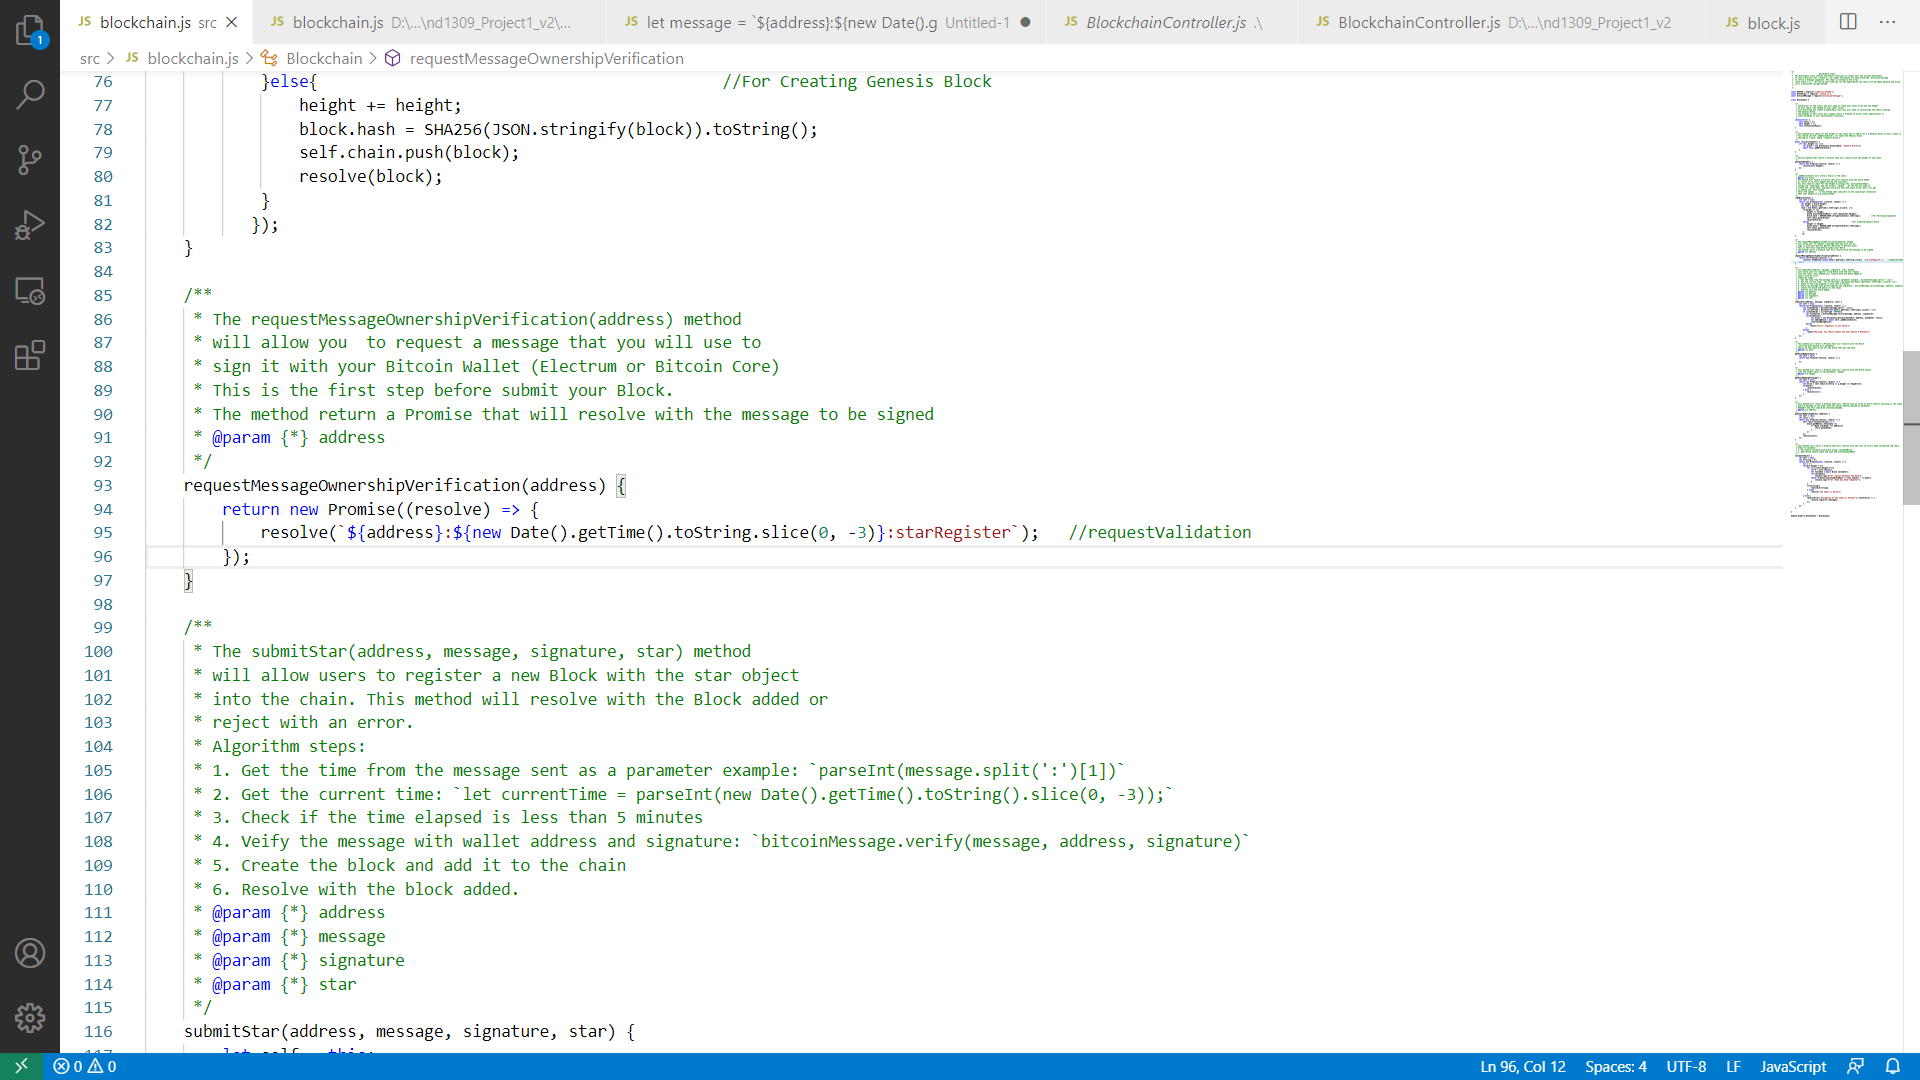 blockchain.js src
blockchain.js D:\...\nd1309_Project1_v2\...
let message = `${address}:${new Date().g Untitled-1
BlockchainController.js .\
BlockchainController.js D:\...\nd1309_Project1_v2
block.js
src > JS blockchain.js > Blockchain > requestMessageOwnershipVerification
76 }else{ //For Creating Genesis Block
77 height += height;
78 block.hash = SHA256(JSON.stringify(block)).toString();
79 self.chain.push(block);
80 resolve(block);
81 }
82 });
83 }
84
85 /**
86 * The requestMessageOwnershipVerification(address) method
87 * will allow you  to request a message that you will use to
88 * sign it with your Bitcoin Wallet (Electrum or Bitcoin Core)
89 * This is the first step before submit your Block.
90 * The method return a Promise that will resolve with the message to be signed
91 * @param {*} address
92 */
93 requestMessageOwnershipVerification(address) {
94 return new Promise((resolve) => {
95 resolve(`${address}:${new Date().getTime().toString.slice(0, -3)}:starRegister`); //requestValidation
96 });
97 }
98
99 /**
100 * The submitStar(address, message, signature, star) method
101 * will allow users to register a new Block with the star object
102 * into the chain. This method will resolve with the Block added or
103 * reject with an error.
104 * Algorithm steps:
105 * 1. Get the time from the message sent as a parameter example: `parseInt(message.split(':')[1])`
106 * 2. Get the current time: `let currentTime = parseInt(new Date().getTime().toString().slice(0, -3));`
107 * 3. Check if the time elapsed is less than 5 minutes
108 * 4. Veify the message with wallet address and signature: `bitcoinMessage.verify(message, address, signature)`
109 * 5. Create the block and add it to the chain
110 * 6. Resolve with the block added.
111 * @param {*} address
112 * @param {*} message
113 * @param {*} signature
114 * @param {*} star
115 */
116 submitStar(address, message, signature, star) {
117 let self = this;
1
0 0
Ln 96, Col 12 Spaces: 4 UTF-8 LF JavaScript